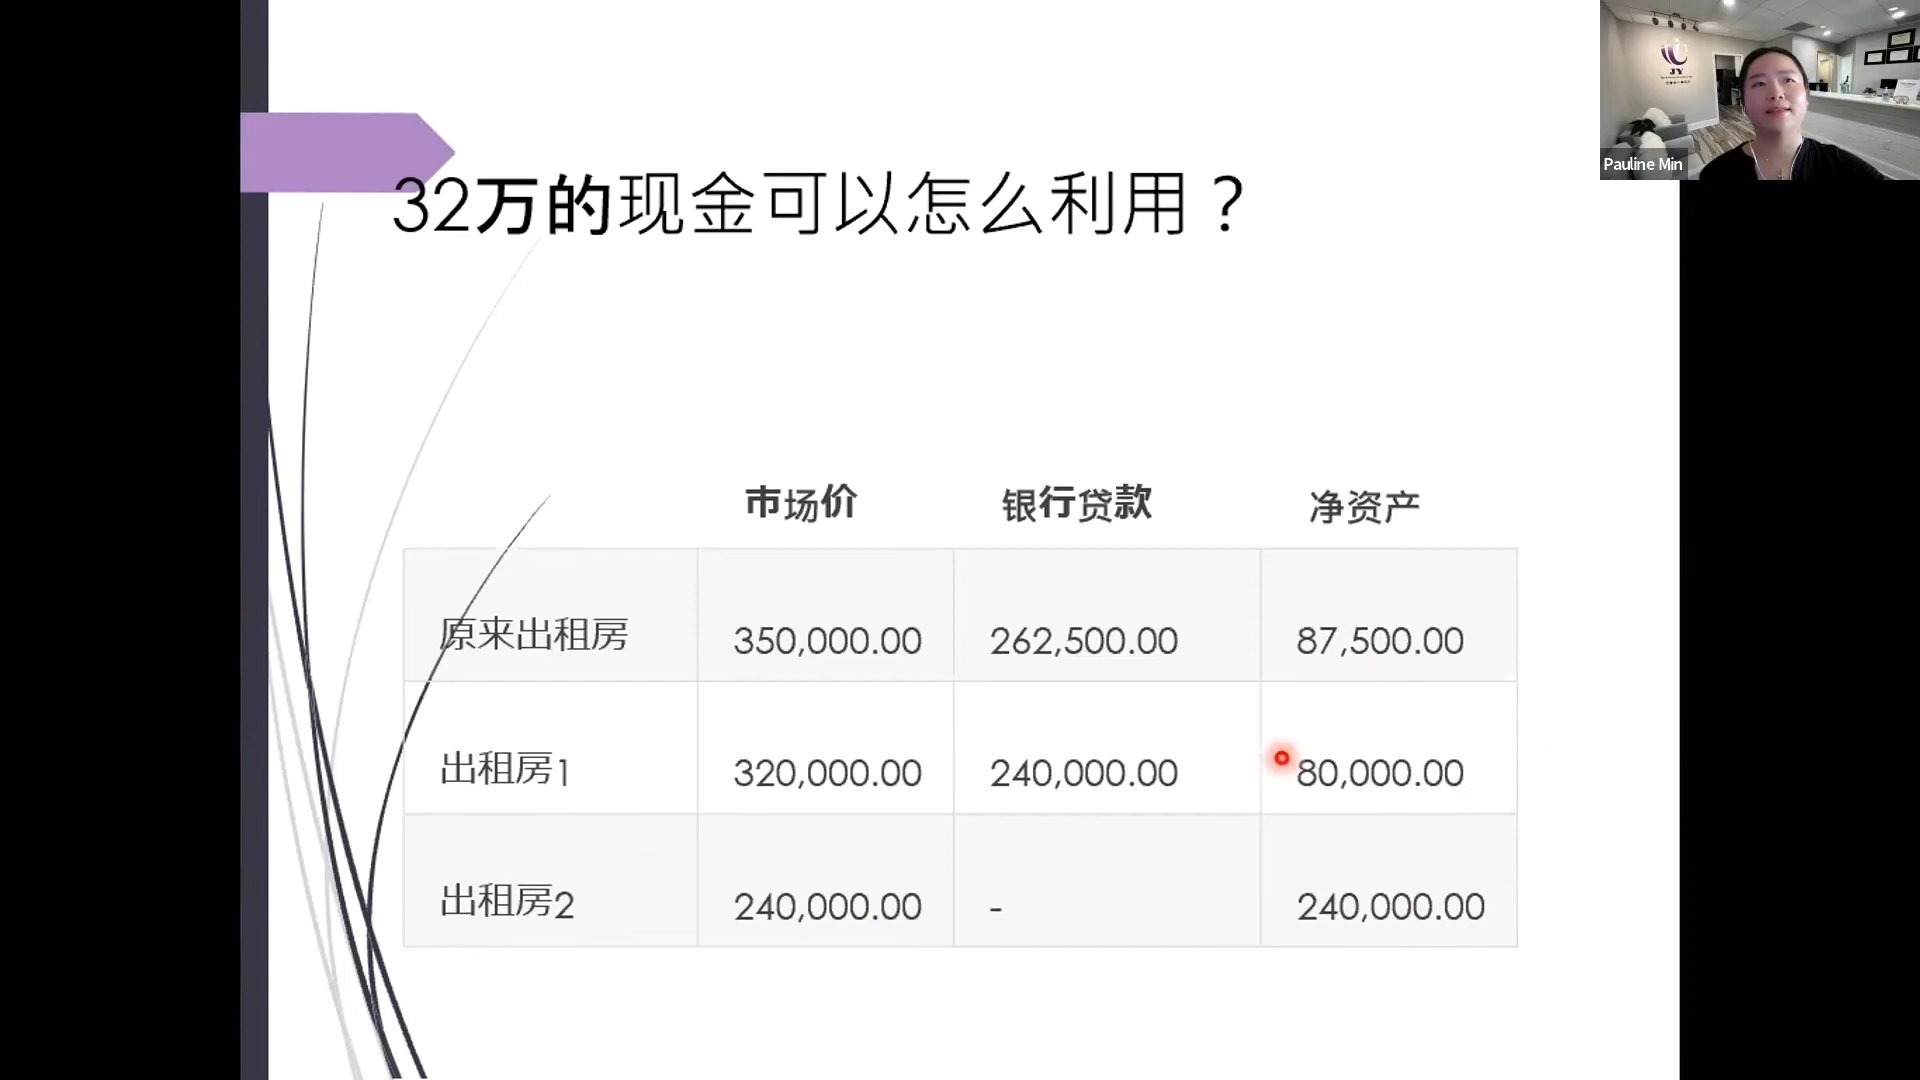 32万的现金可以怎么利用？
JY
Pauline Min
市场价 银行贷款 净资产
原来出租房 350,000.00 262,500.00 87,500.00
出租房1 320,000.00 240,000.00 80,000.00
出租房2 240,000.00 - 240,000.00